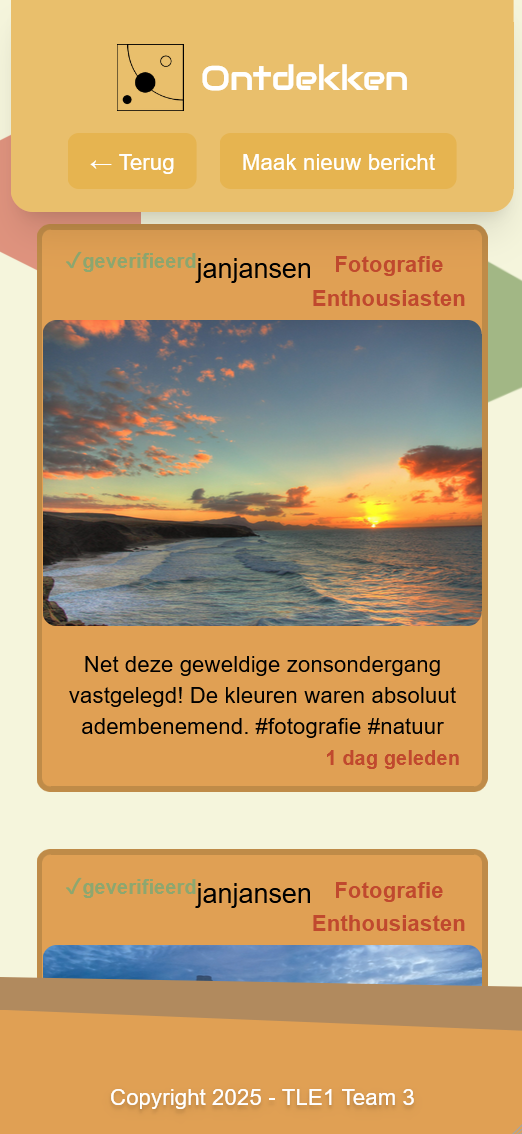 Ontdekken
← Terug
Maak nieuw bericht
✓geverifieerd janjansen Fotografie
Enthousiasten
Net deze geweldige zonsondergang
vastgelegd! De kleuren waren absoluut
adembenemend. #fotografie #natuur
1 dag geleden
✓geverifieerd janjansen Fotografie
Enthousiasten
Copyright 2025 - TLE1 Team 3